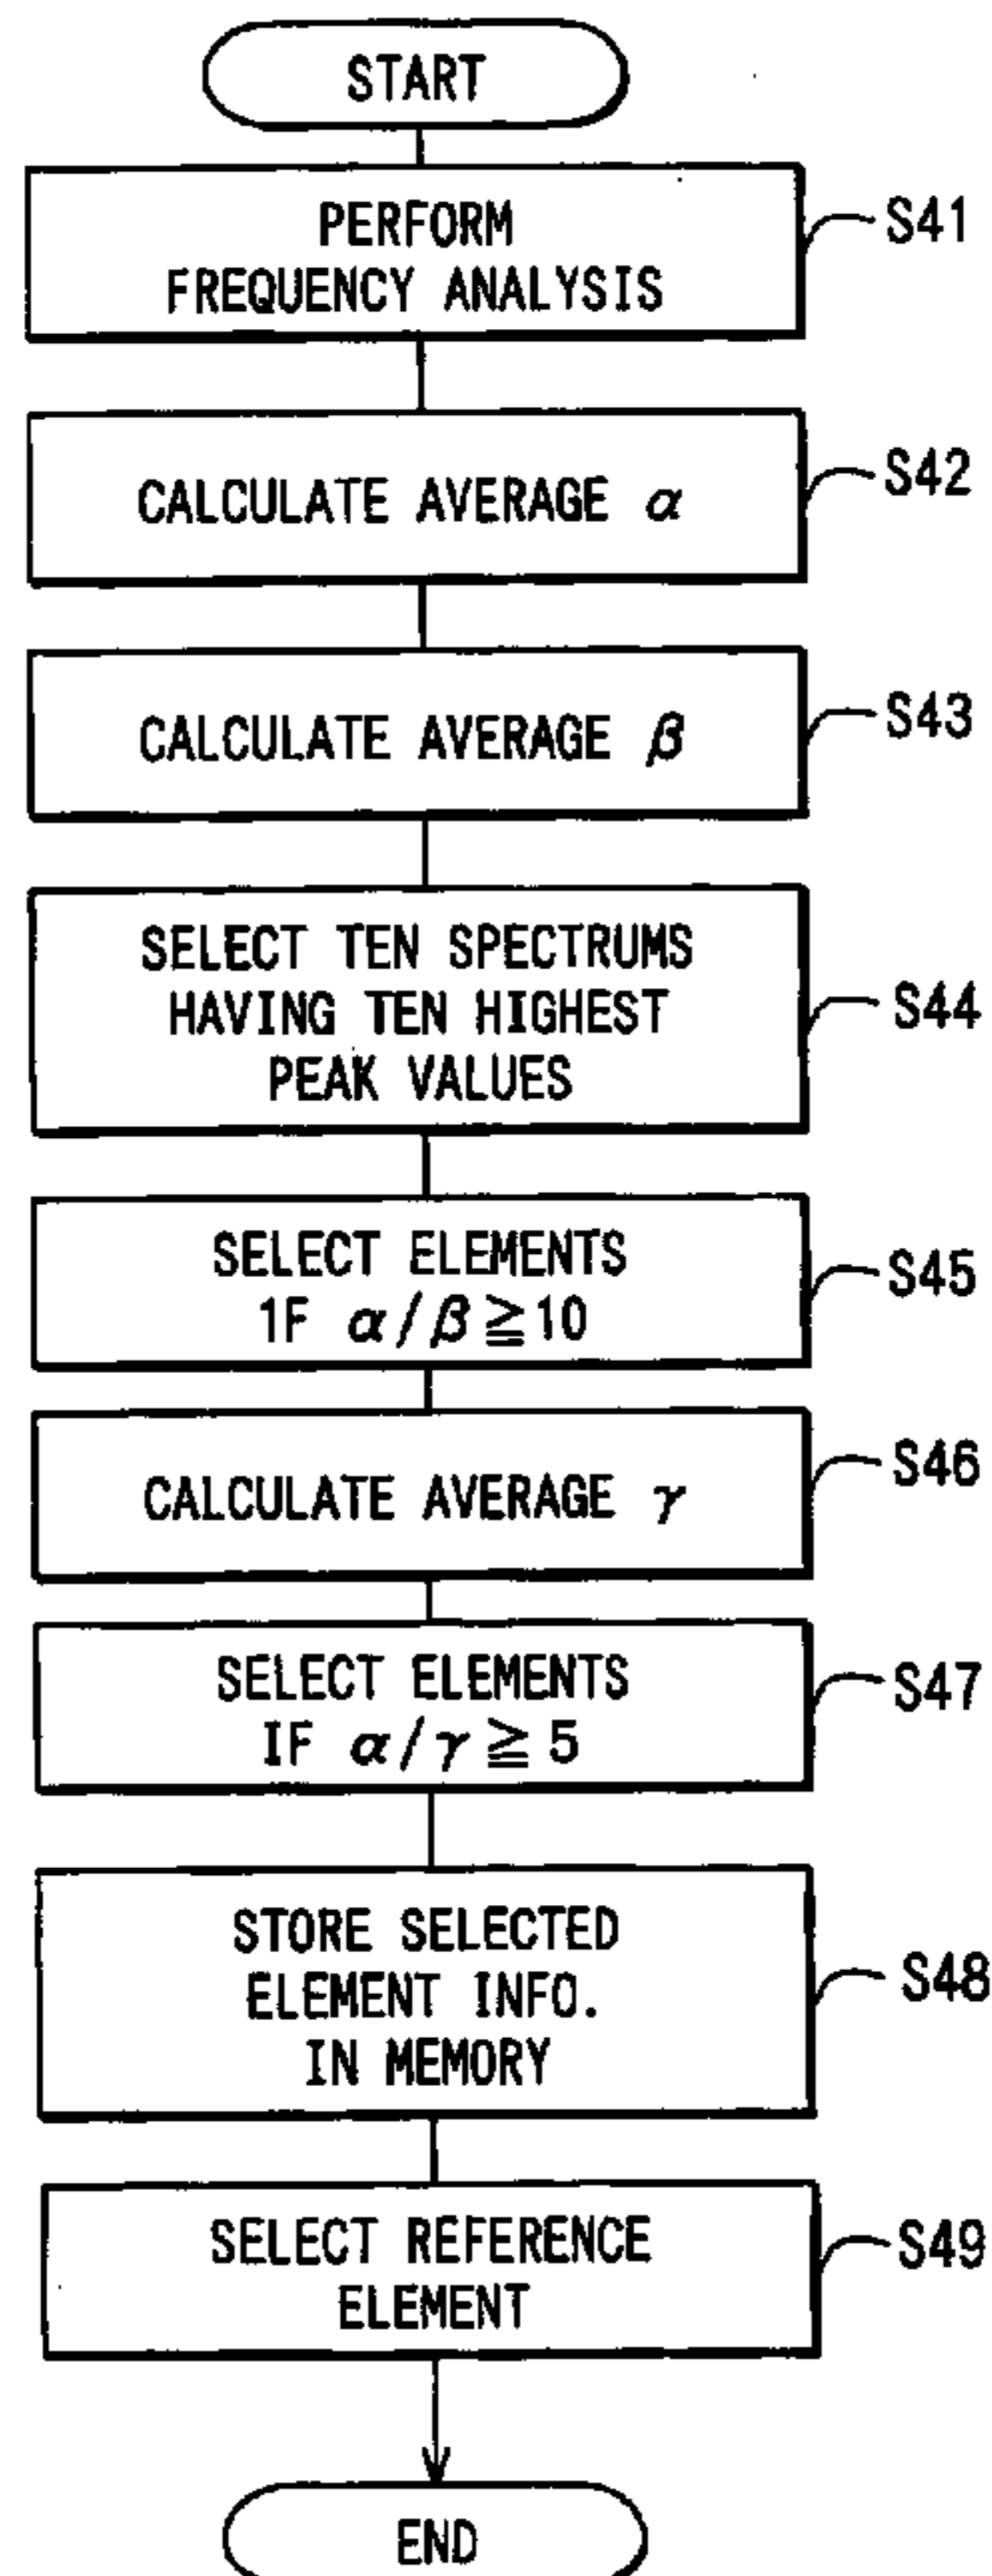 START
PERFORM
FREQUENCY ANALYSIS
S41
CALCULATE AVERAGE α
S42
CALCULATE AVERAGE β
S43
SELECT TEN SPECTRUMS
HAVING TEN HIGHEST
PEAK VALUES
S44
SELECT ELEMENTS
1F α/β≧10
S45
CALCULATE AVERAGE γ
S46
SELECT ELEMENTS
IF α/γ≧5
S47
STORE SELECTED
ELEMENT INFO.
IN MEMORY
S48
SELECT REFERENCE
ELEMENT
S49
END